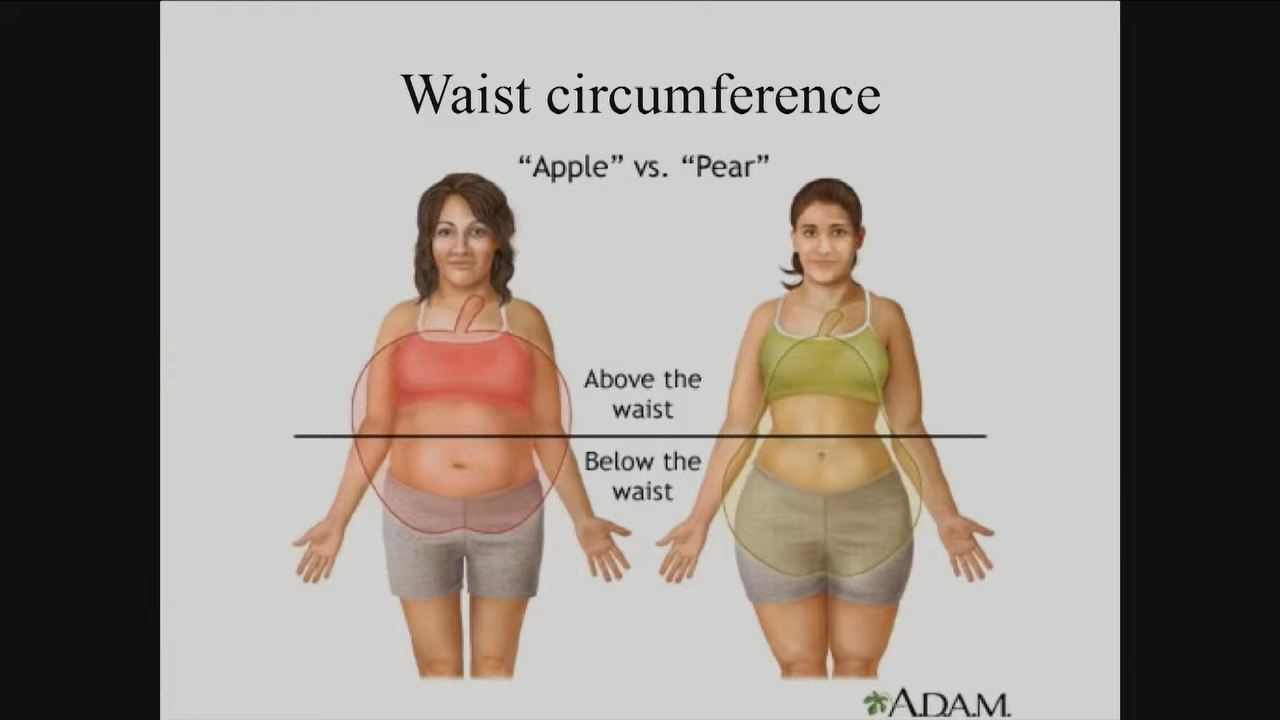 Waist circumference
“Apple” vs. “Pear”
Above the
waist
Below the
waist
A.D.A.M.